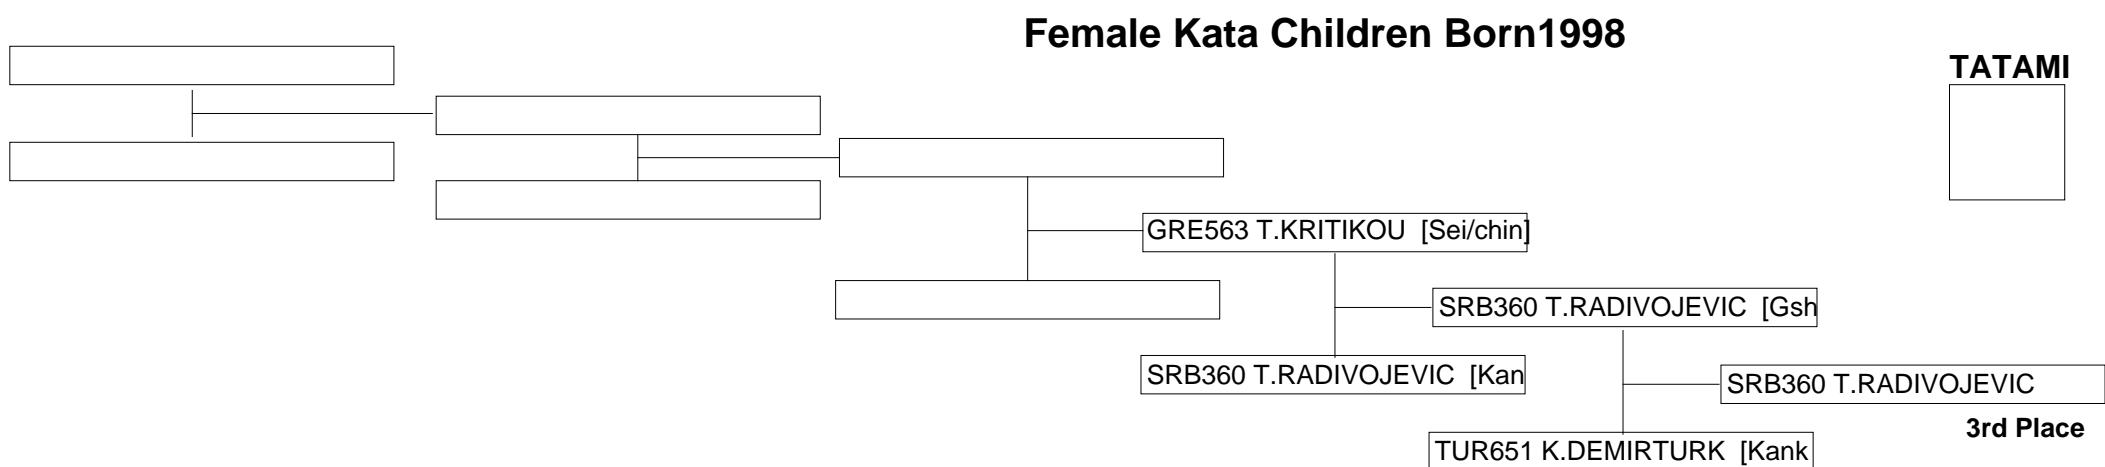 Female Kata Children Born1998
TATAMI
GRE563 T.KRITIKOU [Sei/chin]
SRB360 T.RADIVOJEVIC [Gsh
SRB360 T.RADIVOJEVIC [Kan
SRB360 T.RADIVOJEVIC
3rd Place
TUR651 K.DEMIRTURK [Kank